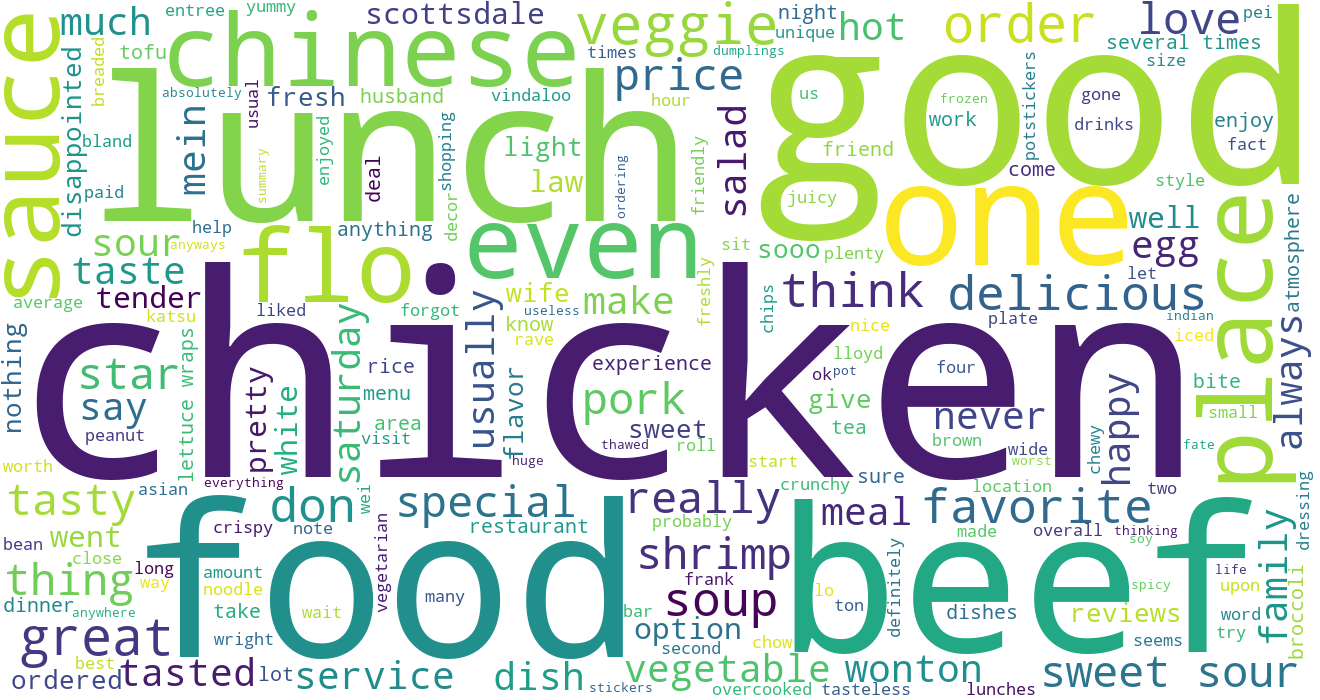 entree
yummy
much
chinese
scottsdale
veggie
night
unique
hot
order
love
pei
several times
size
sauce
tofu
breaded
disappointed
absolutely
usual
fresh
husband
vindaloo
times
dumplings
price
hour
us
good
frozen
gone
work
drinks
potstickers
enjoy
fact
lunch
bland
paid
mein
summary
enjoyed
deal
shopping
light
law
ordering
friendly
salad
friend
juicy
come
style
one
well
egg
placed
atmosphere
help
anything
decor
even
sour
anyways
flo
sit
sooo
plenty
let
taste
average
tender
katsu
liked
forgot
usually
wife
useless
make
freshly
chips
think
delicious
indian
nothing
know
rave
nice
plate
iced
always
chicken
lettuce wraps
saturday
star
say
peanut
pretty
white
rice
menu
area
visit
flavor
experience
pork
sweet
roll
thawed
lloyd
ok
pot
four
give
tea
never
brown
wide
happy
chewy
bite
small
fate
worth
asian
everything
wei
huge
start
worst
location
crunchy
sure
two
tasty
don
special
really
meal
favorite
dressing
bean
went
close
crispy
note
restaurant
probably
made
overall
thinking
soy
thing
long
way
food
vegetarian
shrimp
beef
definitely
family
life
spicy
upon
dinner
anywhere
amount
noodle
take
wait
many
frank
soup
lo
ton
dishes
reviews
word
try
broccoli
great
wright
bar
option
second
chow
seems
best
ordered
tasted
lot
service
dish
stickers
vegetable
overcooked
wonton
tasteless
lunches
sweet sour